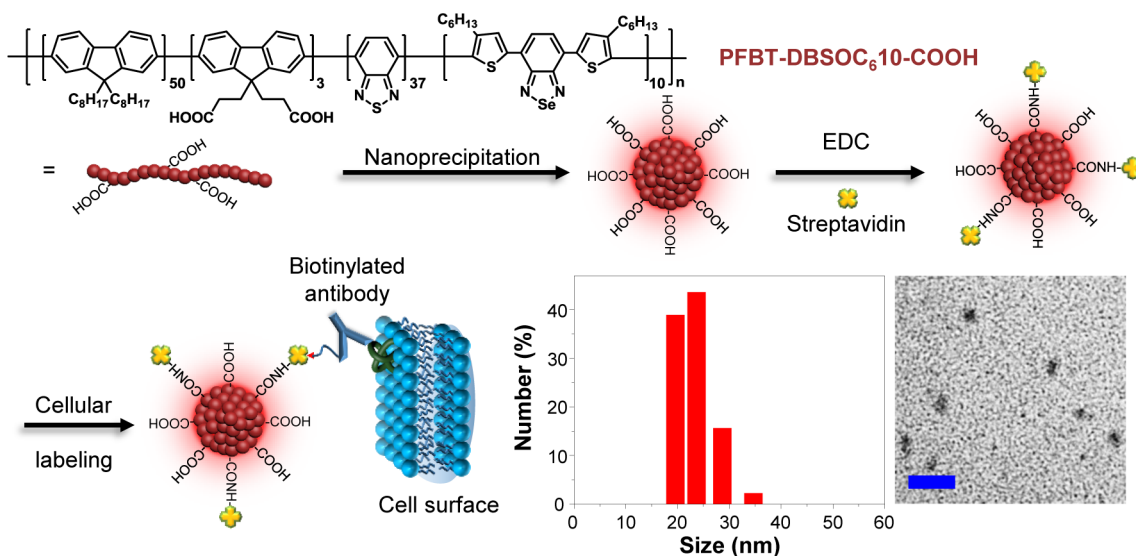 C6H13
C6H13
S
S
N
N
S
N
N
Se
50
3
37
10
n
C8H17
C8H17
HOOC
COOH
PFBT-DBSOC610-COOH
=
COOH
HOOC
COOH
Nanoprecipitation
HOOC
HOOC
COOH
HOOC
COOH
HOOC
COOH
COOH
EDC
Streptavidin
CONH-
HOOC
COOH
HOOC
CONH-
CONH-
COOH
COOH
Biotinylated
antibody
Cellular
labeling
HOOC
CONH-
CONH-
HOOC
COOH
HOOC
COOH
CONH-
Cell surface
Number (%)
40
30
20
10
0
0
10
20
30
40
50
60
Size (nm)